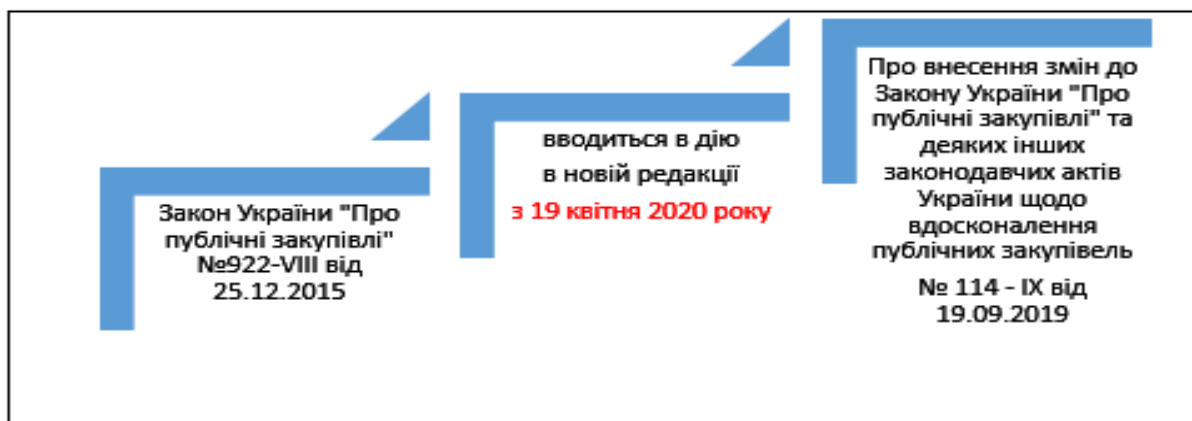 Закон України "Про
публічні закупівлі"
№922-VIII від
25.12.2015
вводиться в дію
в новій редакції
з 19 квітня 2020 року
Про внесення змін до
Закону України "Про
публічні закупівлі" та
деяких інших
законодавчих актів
України щодо
вдосконалення
публічних закупівель
№ 114 - IX від
19.09.2019